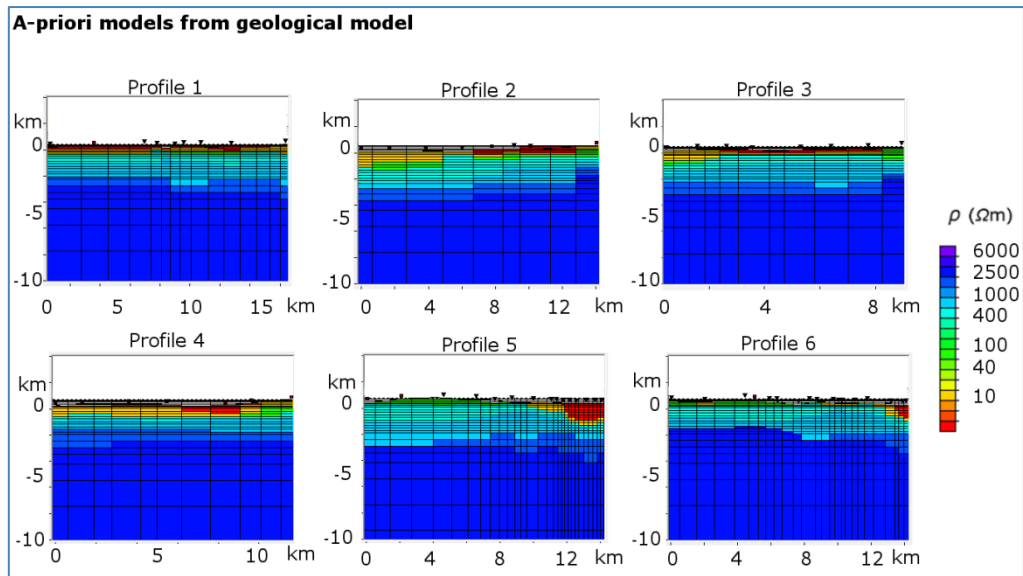 A-priori models from geological model
Profile 1
km
0
-5
-10
0 5 10 15 km
Profile 2
km
0
-5
-10
0 4 8 12 km
Profile 3
km
0
-5
-10
0 4 8 km
ρ (Ωm)
6000
2500
1000
400
100
40
10
Profile 4
km
0
-5
-10
0 5 10 km
Profile 5
km
0
-5
-10
0 4 8 12 km
Profile 6
km
0
-5
-10
0 4 8 12 km